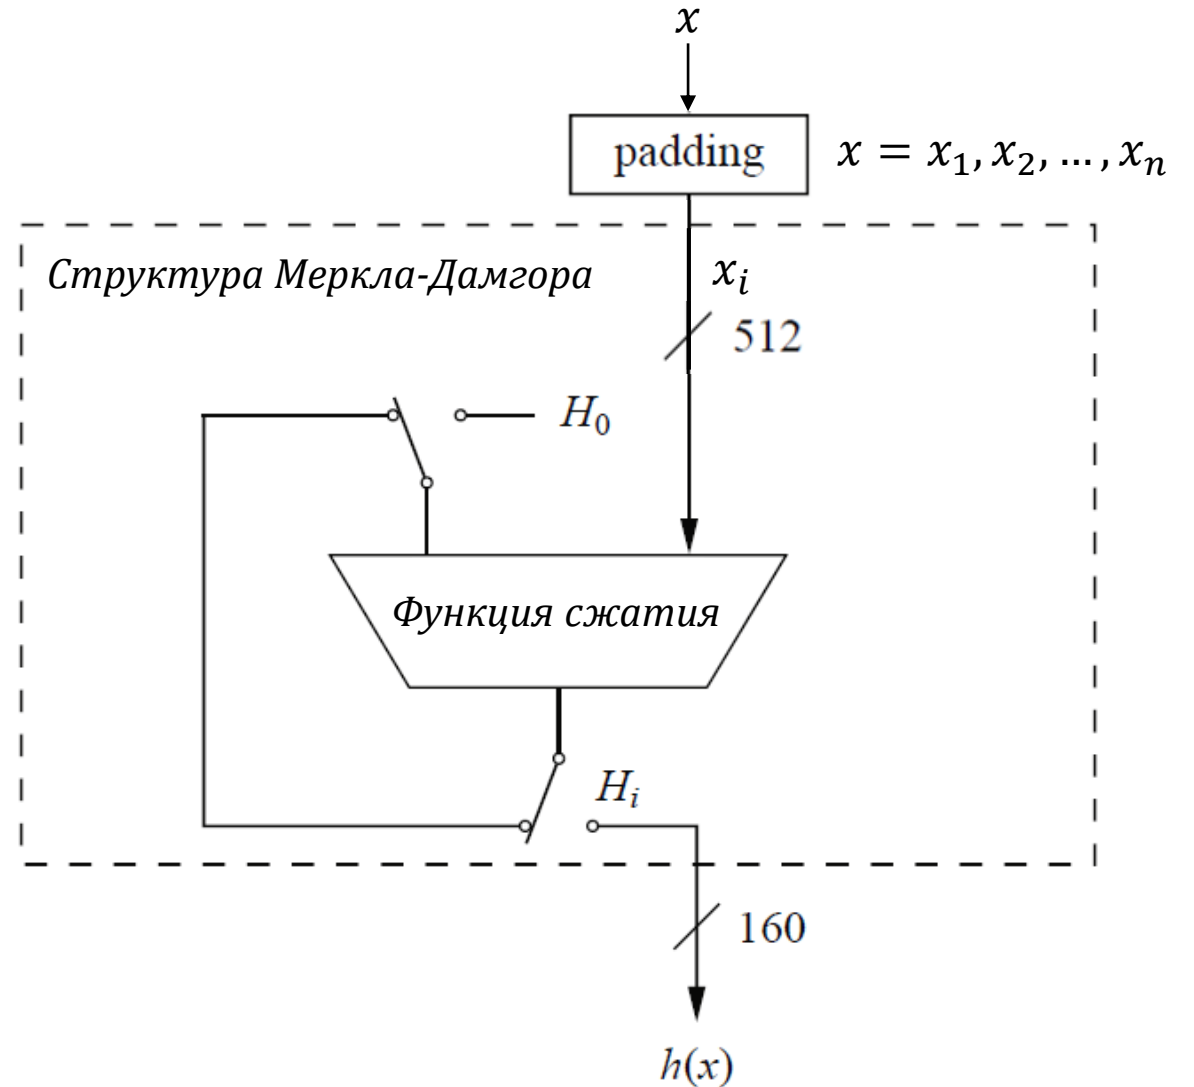 x
padding
x = x₁, x₂, … , xₙ
Структура Меркла-Дамгора
xᵢ
512
H₀
Функция сжатия
Hᵢ
160
h(x)